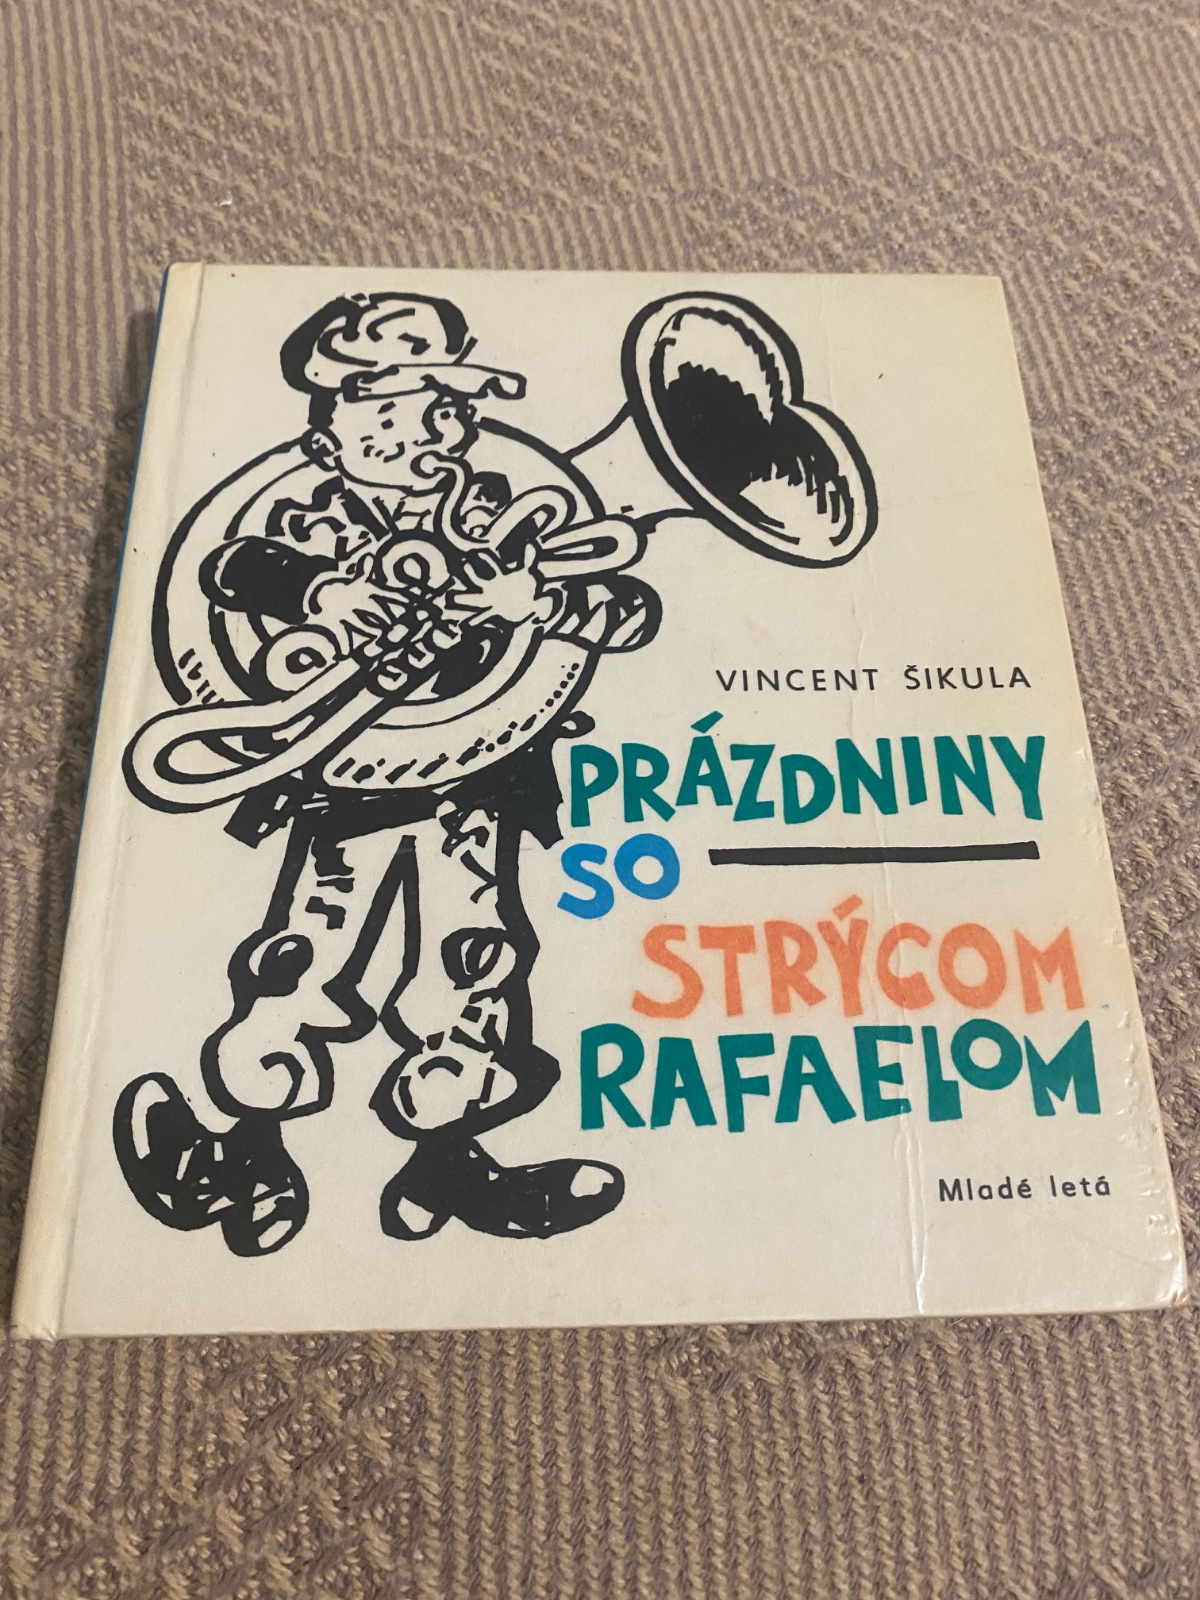 VINCENT ŠIKULA
PRÁZDNINY
SO
STRÝCOM
RAFAELOM
Mladé letá